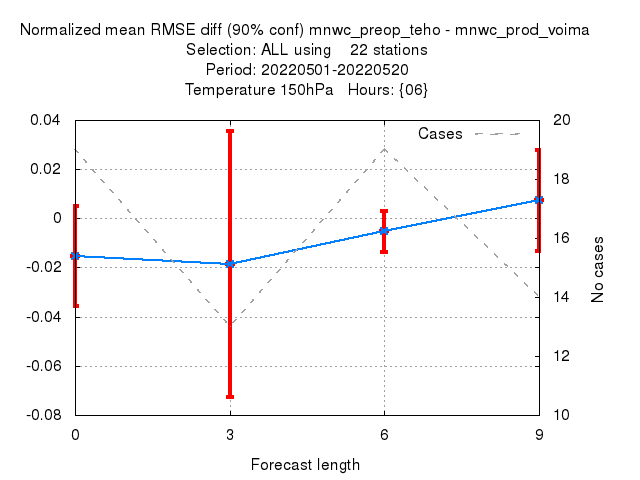 Normalized mean RMSE diff (90% conf) mnwc_preop_teho - mnwc_prod_voima
Selection: ALL using    22 stations
Period: 20220501-20220520
Temperature 150hPa   Hours: {06}
Cases
0.04
0.02
0
-0.02
-0.04
-0.06
-0.08
20
18
16
14
12
10
No cases
0
3
6
9
Forecast length